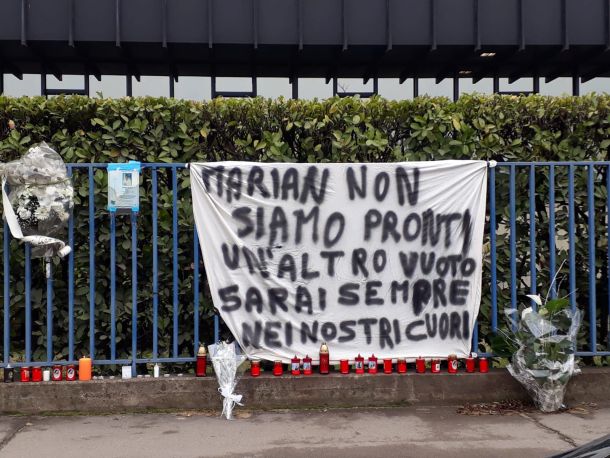 MARIAN NON
SIAMO PRONTI
UN'ALTRO VUOTO
SARAI SEMPRE
NEI NOSTRI CUORI